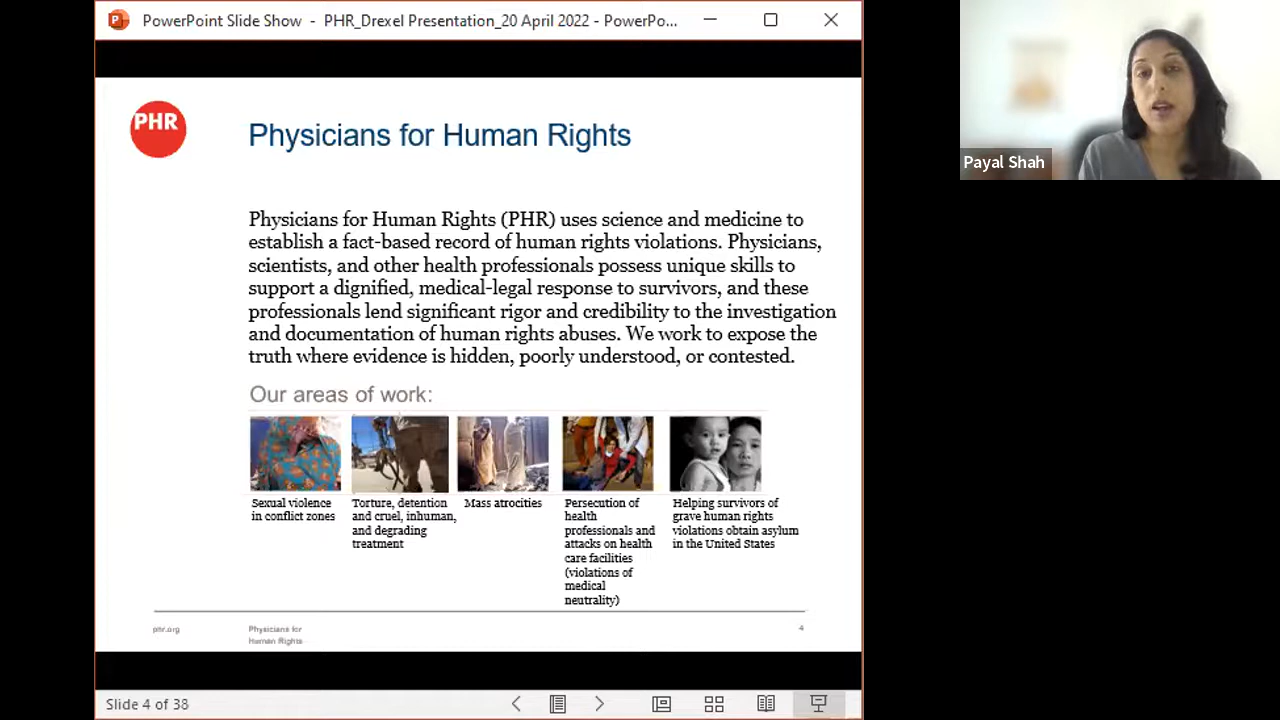 PowerPoint Slide Show - PHR_Drexel Presentation_20 April 2022 - PowerPo...
PHR
Physicians for Human Rights
Payal Shah
Physicians for Human Rights (PHR) uses science and medicine to
establish a fact-based record of human rights violations. Physicians,
scientists, and other health professionals possess unique skills to
support a dignified, medical-legal response to survivors, and these
professionals lend significant rigor and credibility to the investigation
and documentation of human rights abuses. We work to expose the
truth where evidence is hidden, poorly understood, or contested.
Our areas of work:
Sexual violence
in conflict zones
Torture, detention
and cruel, inhuman,
and degrading
treatment
Mass atrocities
Persecution of
health
professionals and
attacks on health
care facilities
(violations of
medical
neutrality)
Helping survivors of
grave human rights
violations obtain asylum
in the United States
phr.org
Physicians for
Human Rights
4
Slide 4 of 38